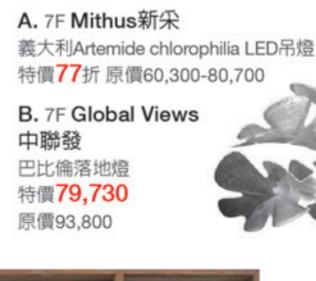 A. 7F Mithus新采
義大利Artemide chlorophilia LED吊燈
特價77折 原價60,300-80,700
B. 7F Global Views
中聯發
巴比倫落地燈
特價79,730
原價93,800